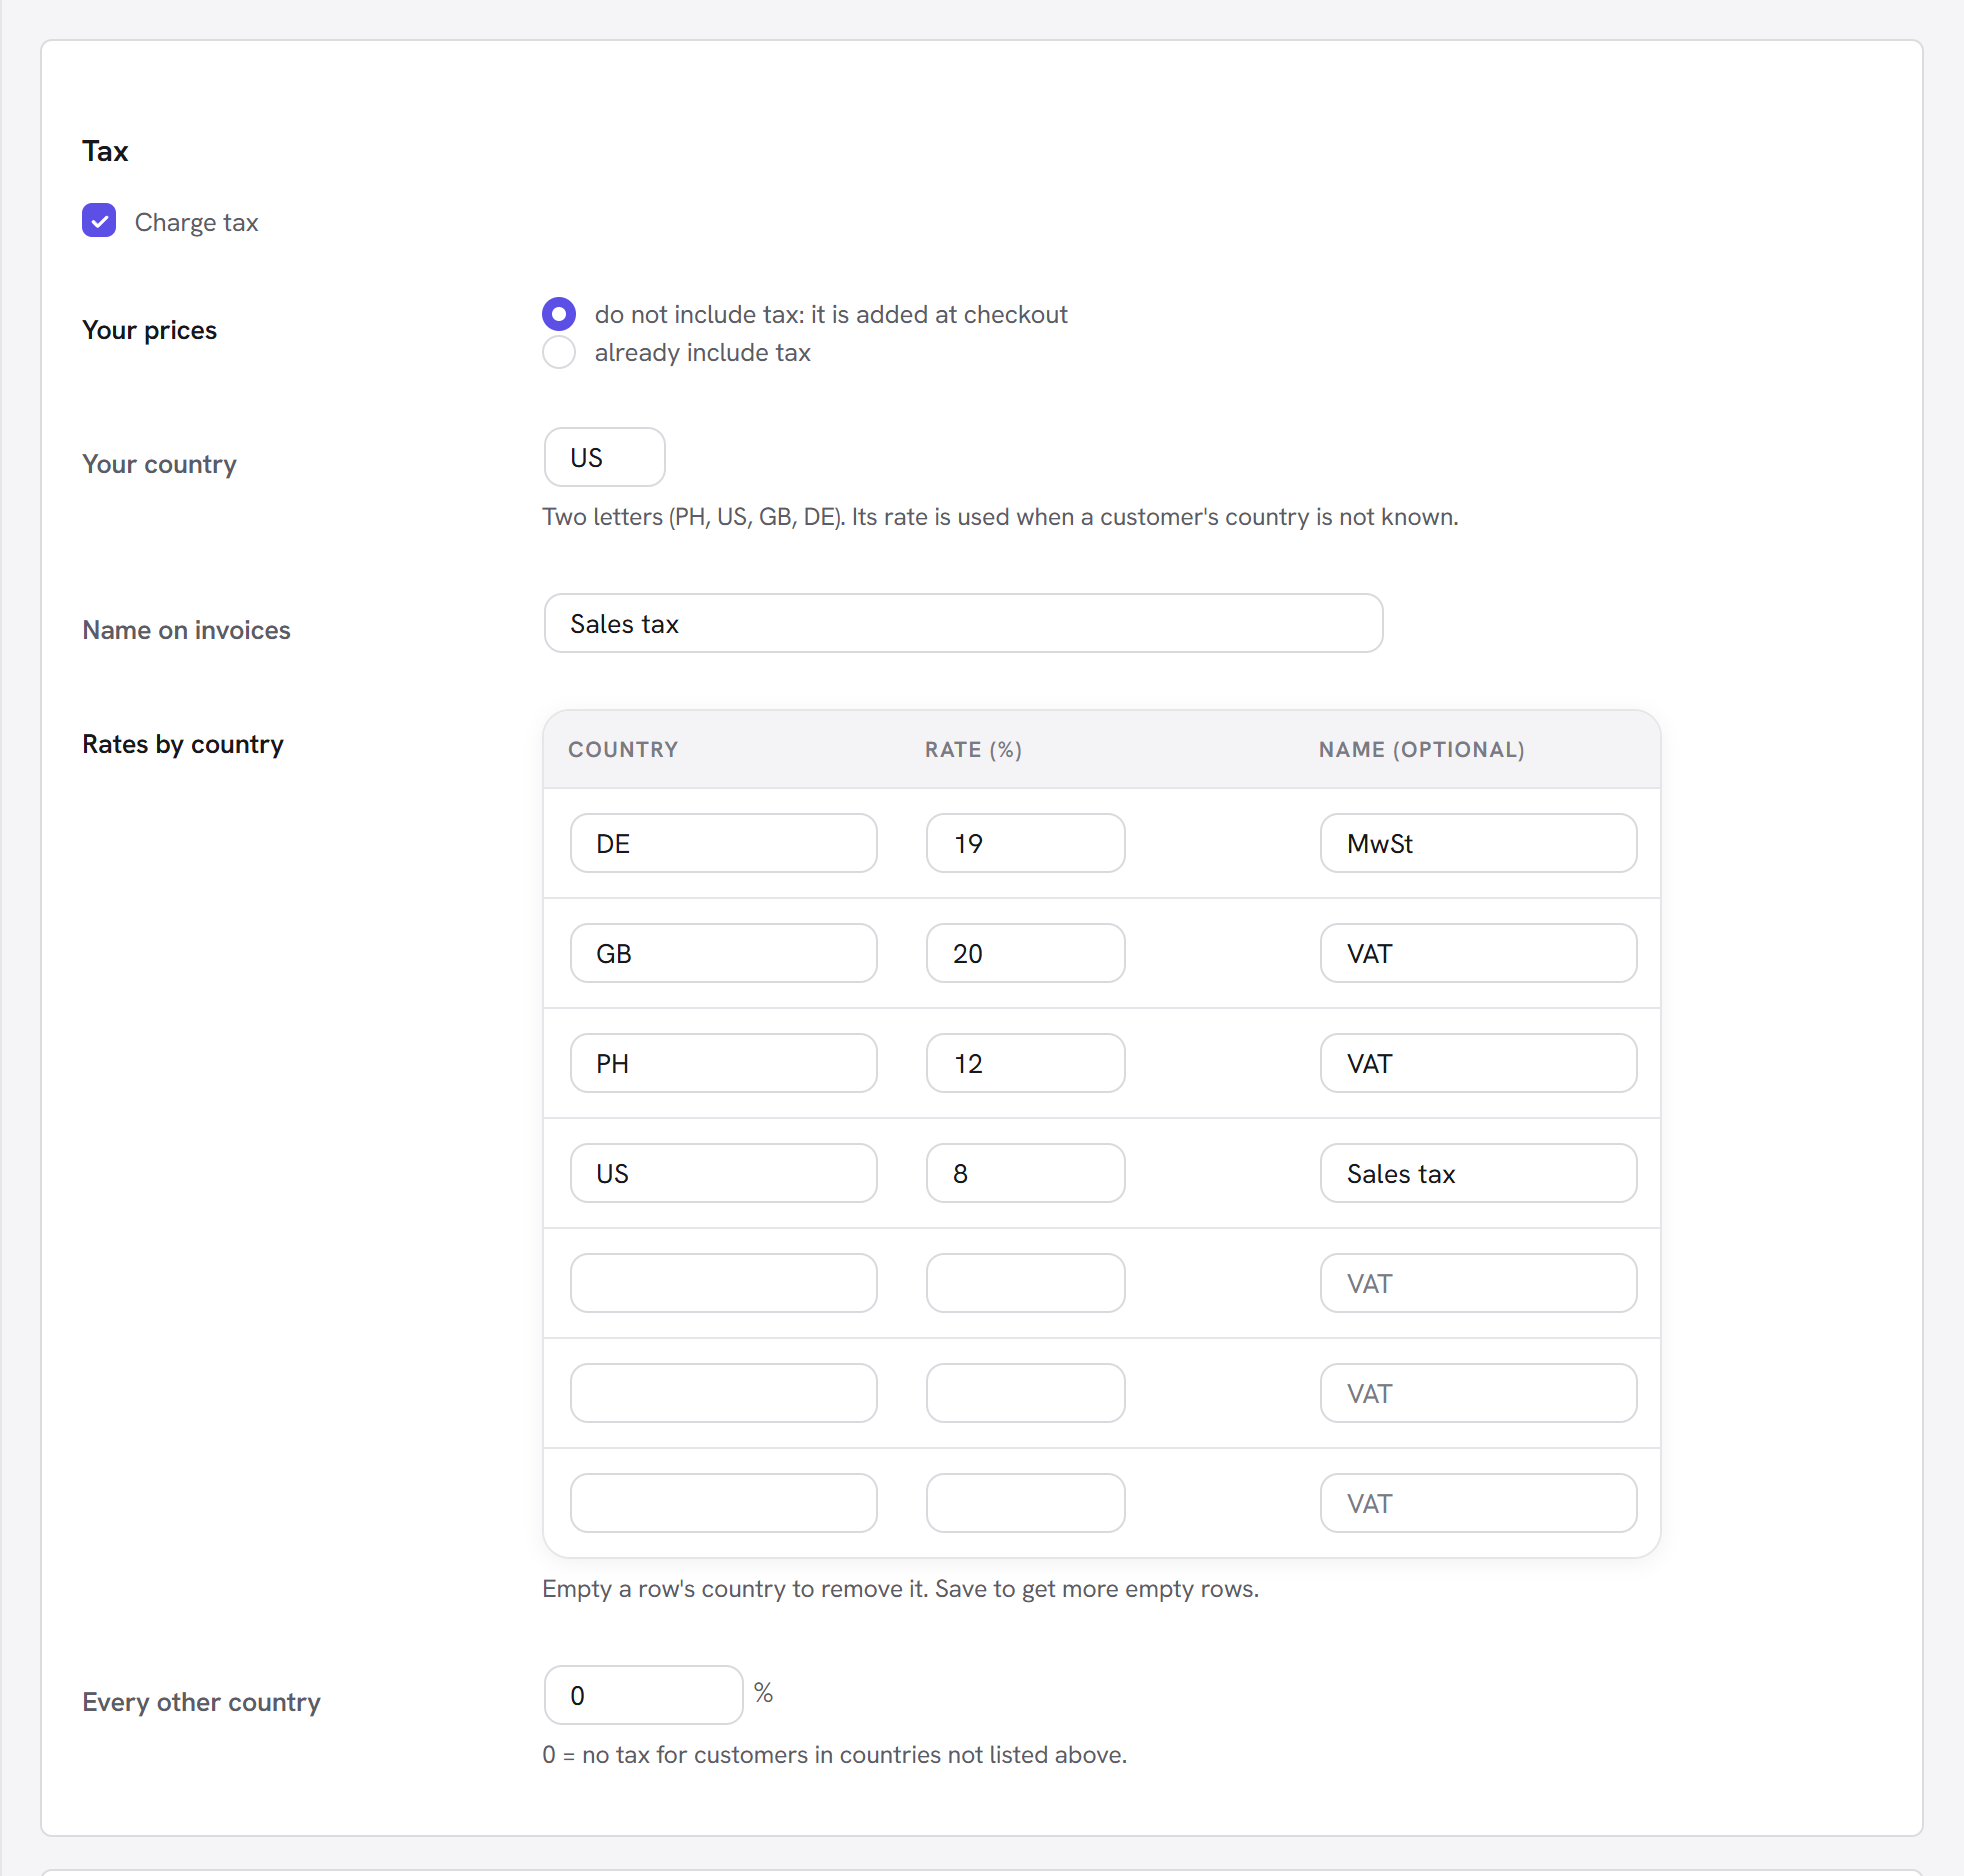 Tax
Charge tax
Your prices
do not include tax: it is added at checkout
already include tax
Your country
US
Two letters (PH, US, GB, DE). Its rate is used when a customer's country is not known.
Name on invoices
Sales tax
Rates by country
COUNTRY RATE (%) NAME (OPTIONAL)
DE 19 MwSt
GB 20 VAT
PH 12 VAT
US 8 Sales tax
VAT
VAT
VAT
Empty a row's country to remove it. Save to get more empty rows.
Every other country
0 %
0 = no tax for customers in countries not listed above.